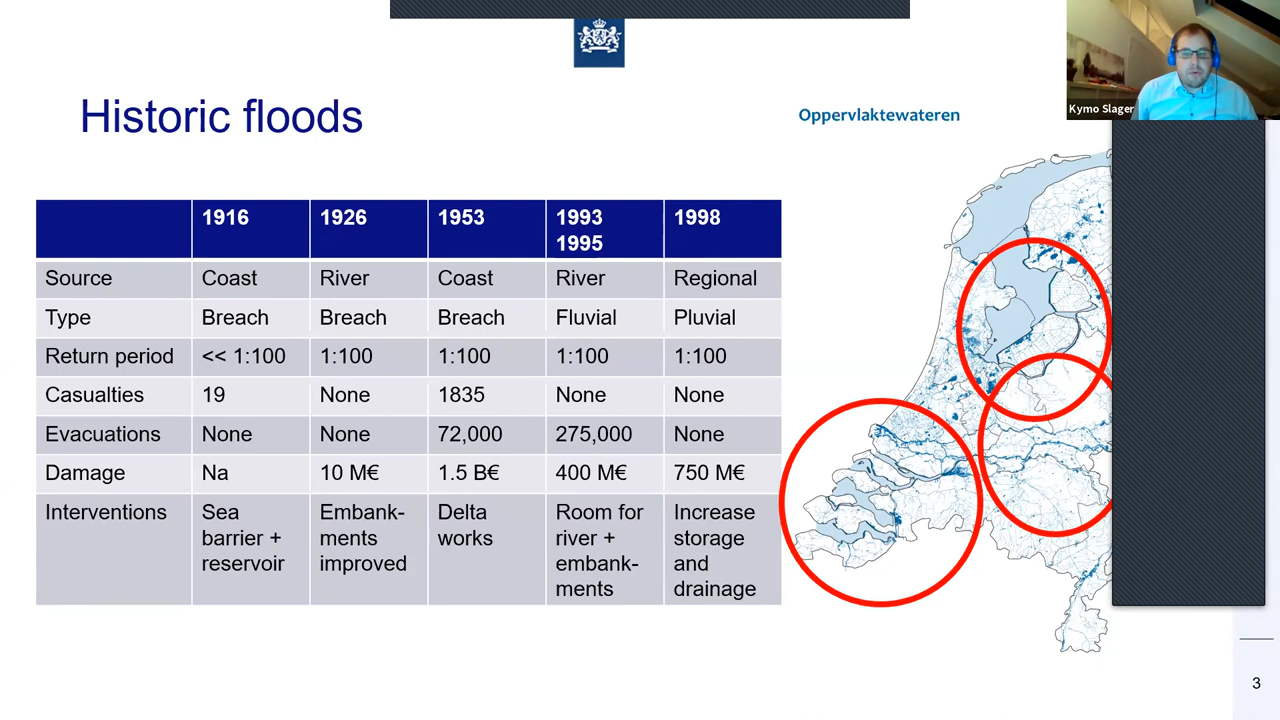 Kymo Slager
Historic floods
Oppervlaktewateren
1916 1926 1953 1993 1995 1998
Source Coast River Coast River Regional
Type Breach Breach Breach Fluvial Pluvial
Return period << 1:100 1:100 1:100 1:100 1:100
Casualties 19 None 1835 None None
Evacuations None None 72,000 275,000 None
Damage Na 10 M€ 1.5 B€ 400 M€ 750 M€
Interventions Sea barrier + reservoir Embank-ments improved Delta works Room for river + embank-ments Increase storage and drainage
3